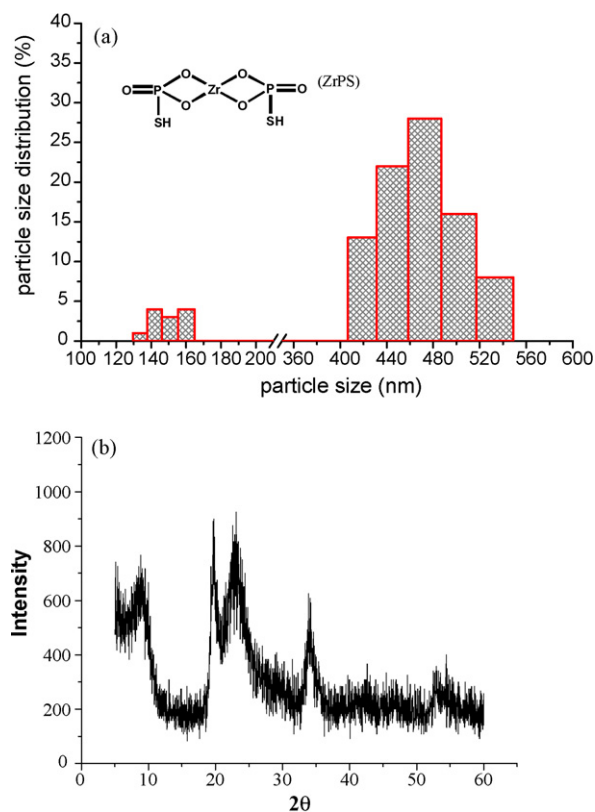 (a)
particle size distribution (%)
40
35
30
25
20
15
10
5
0
O O
O P Zr P O (ZrPS)
O O
SH SH
100 120 140 160 180 200 360 400 440 480 520 560 600
particle size (nm)
(b)
Intensity
1200
1000
800
600
400
200
0
0 10 20 30 40 50 60
2θ